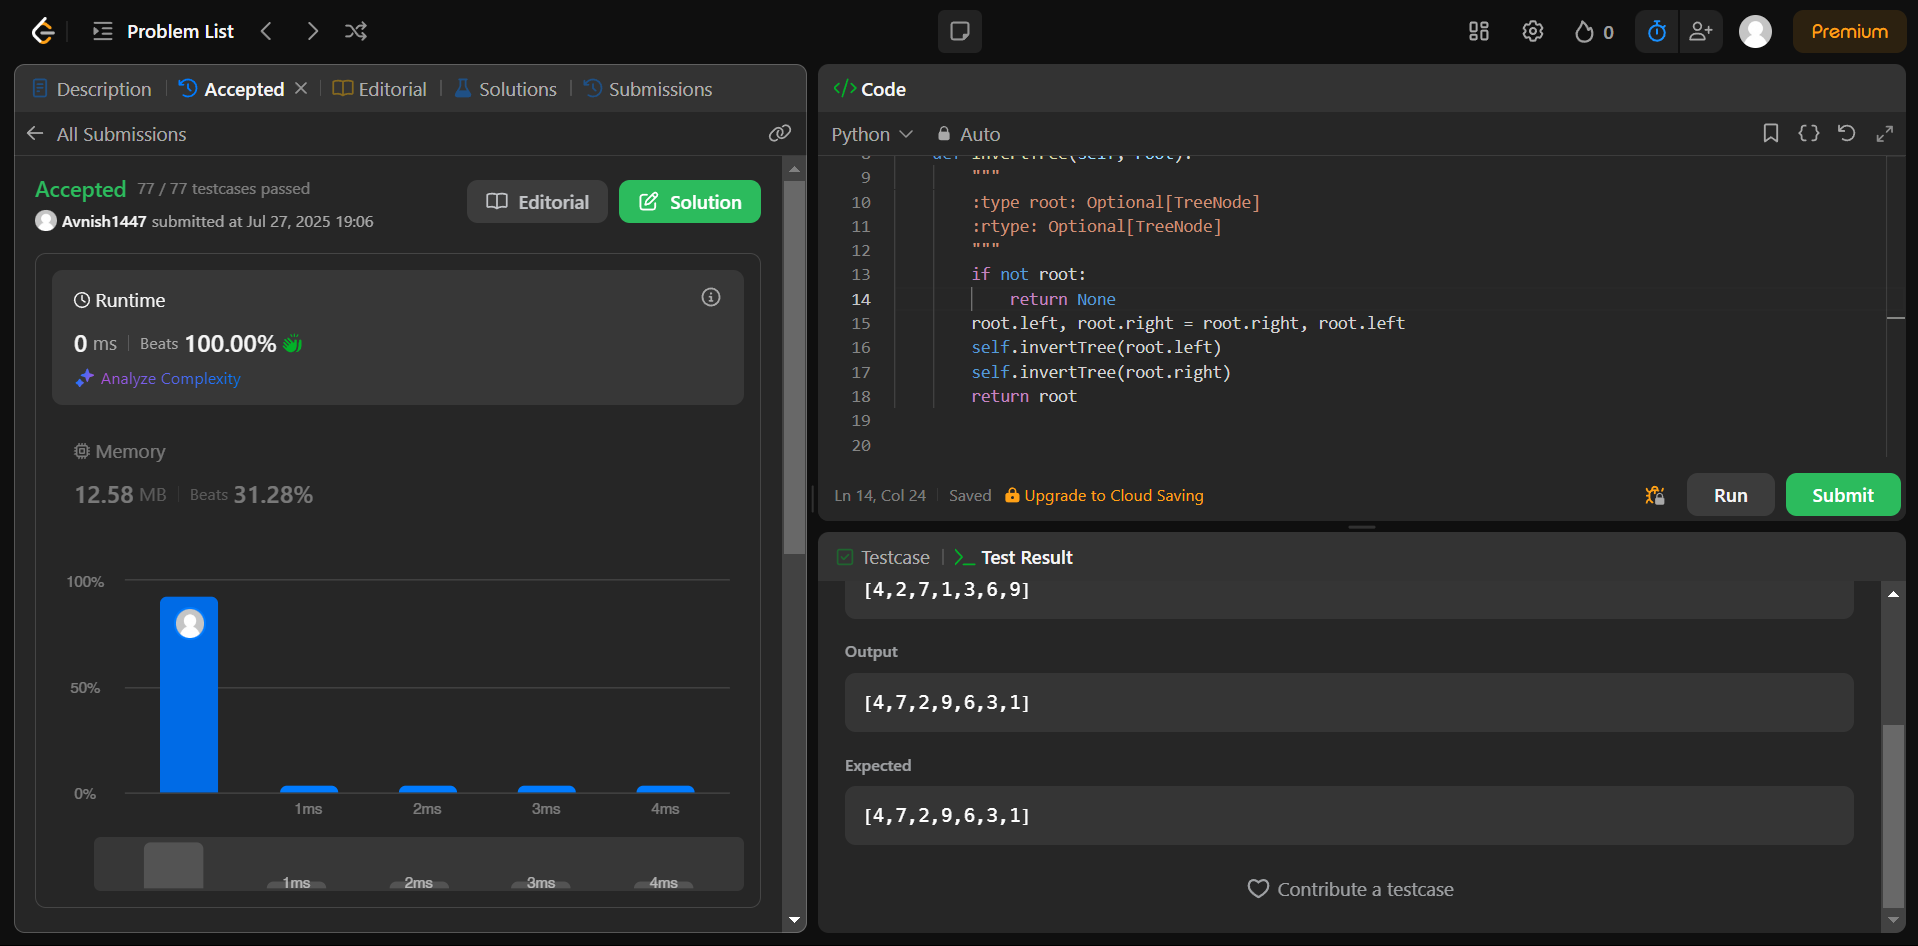 Problem List
0
Premium
Description
Accepted
Editorial
Solutions
Submissions
All Submissions
Accepted 77 / 77 testcases passed
Avnish1447 submitted at Jul 27, 2025 19:06
Editorial
Solution
Runtime
0 ms Beats 100.00%
Analyze Complexity
Memory
12.58 MB Beats 31.28%
100%
50%
0%
1ms 2ms 3ms 4ms
1ms 2ms 3ms 4ms
Code
Python
Auto
8 def invertTree(self, root):
9 """
10 :type root: Optional[TreeNode]
11 :rtype: Optional[TreeNode]
12 """
13 if not root:
14 return None
15 root.left, root.right = root.right, root.left
16 self.invertTree(root.left)
17 self.invertTree(root.right)
18 return root
19
20
Ln 14, Col 24 Saved Upgrade to Cloud Saving
Run
Submit
Testcase
Test Result
[4,2,7,1,3,6,9]
Output
[4,7,2,9,6,3,1]
Expected
[4,7,2,9,6,3,1]
Contribute a testcase